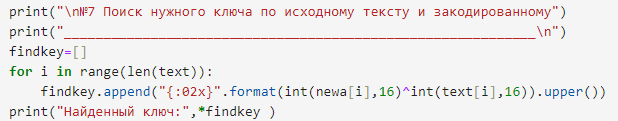 print("\n№7 Поиск нужного ключа по исходному тексту и закодированному")
print("____________________________________________________________\n")
findkey=[]
for i in range(len(text)):
    findkey.append("{:02x}".format(int(newa[i],16)^int(text[i],16)).upper())
print("Найденный ключ:",*findkey )